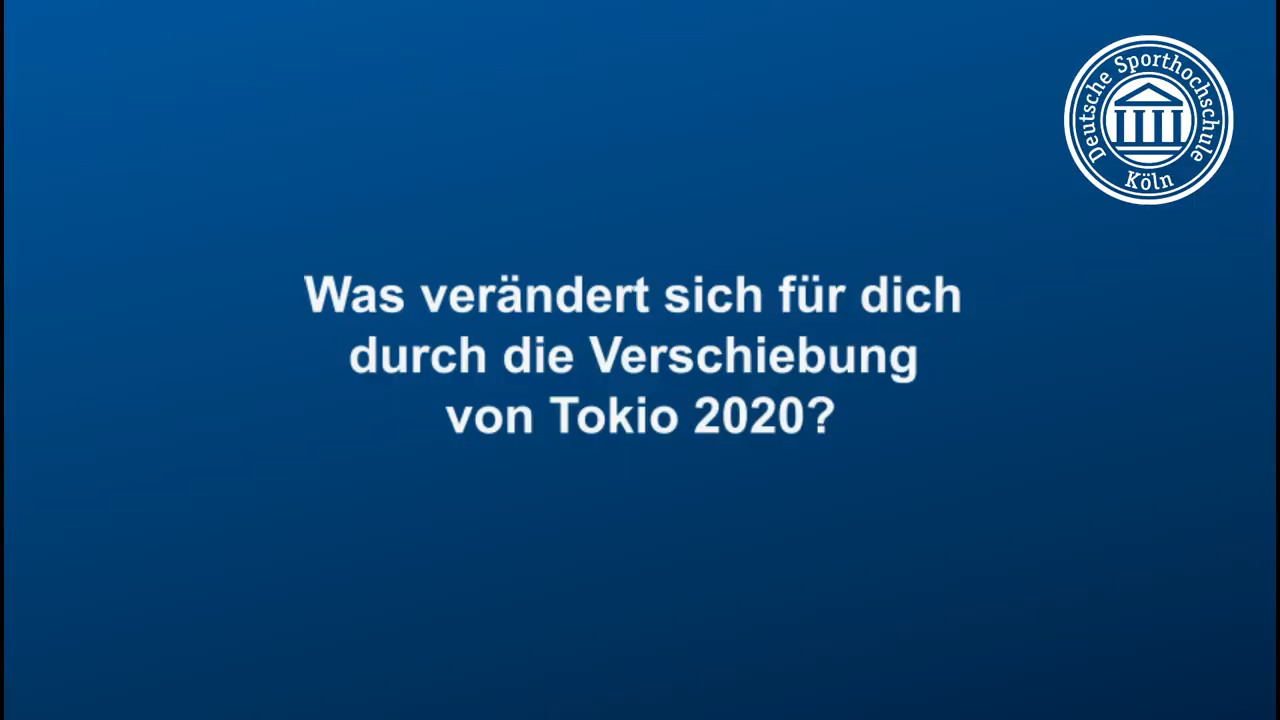 Deutsche Sporthochschule
Köln
Was verändert sich für dich
durch die Verschiebung
von Tokio 2020?